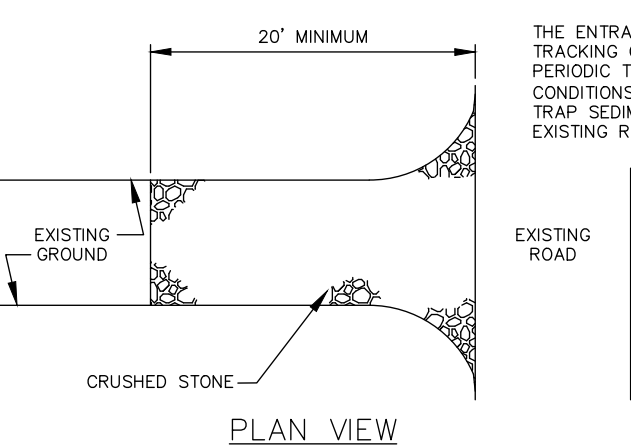 20' MINIMUM
THE ENTRA
TRACKING
PERIODIC T
CONDITIONS
TRAP SEDIM
EXISTING R
EXISTING
GROUND
EXISTING
ROAD
CRUSHED STONE
PLAN VIEW